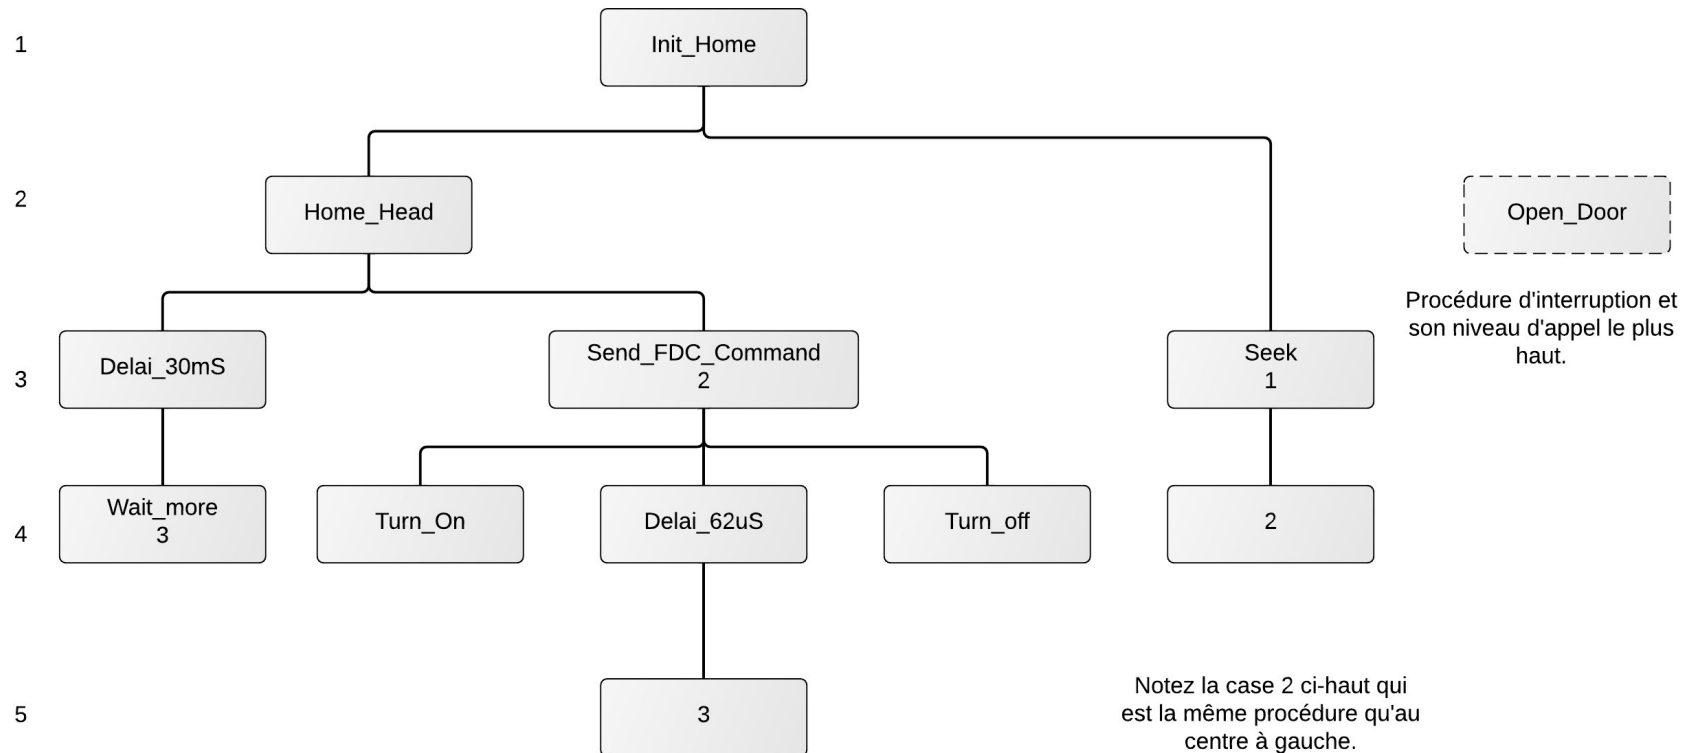 1
Init_Home
2
Home_Head
Open_Door
Procédure d'interruption et
son niveau d'appel le plus
haut.
3
Delai_30mS
Send_FDC_Command
2
Seek
1
4
Wait_more
3
Turn_On
Delai_62uS
Turn_off
2
5
3
Notez la case 2 ci-haut qui
est la même procédure qu'au
centre à gauche.